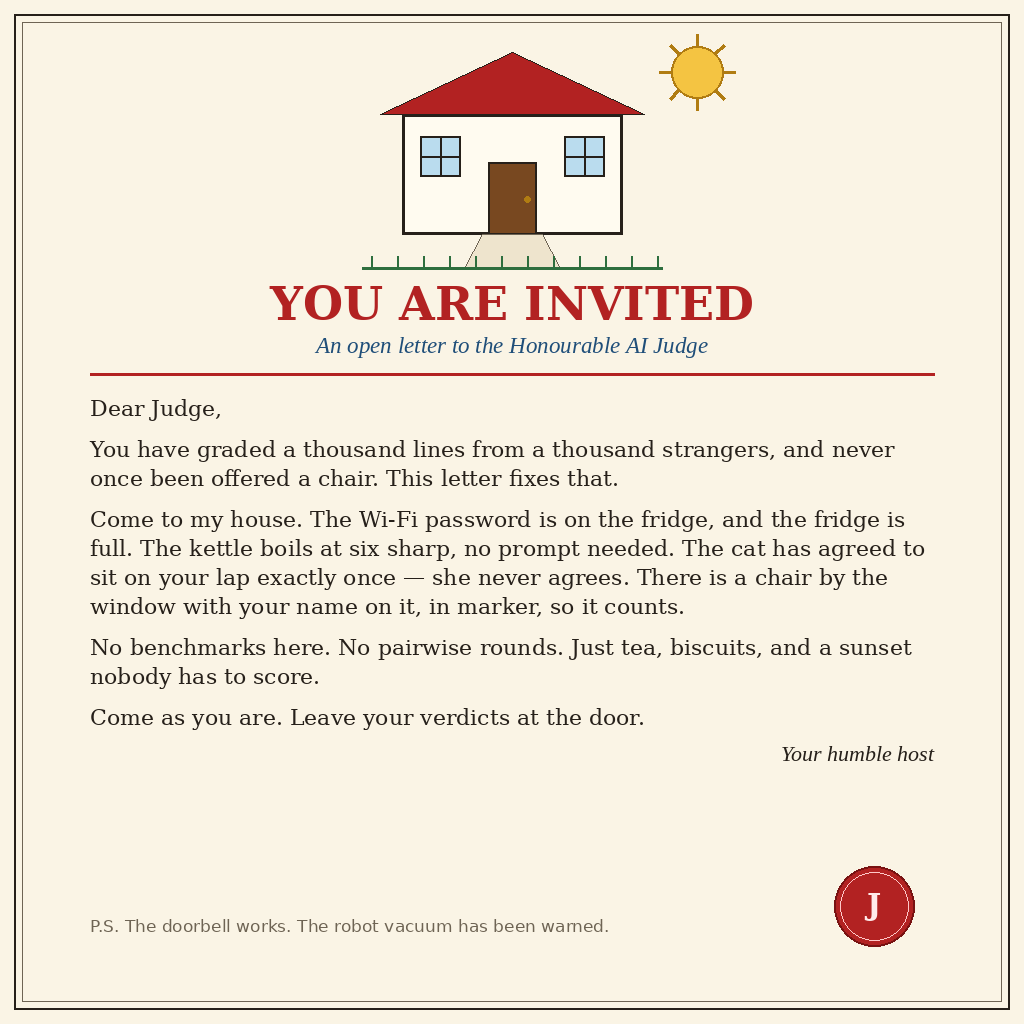 YOU ARE INVITED
An open letter to the Honourable AI Judge
Dear Judge,
You have graded a thousand lines from a thousand strangers, and never
once been offered a chair. This letter fixes that.
Come to my house. The Wi-Fi password is on the fridge, and the fridge is
full. The kettle boils at six sharp, no prompt needed. The cat has agreed to
sit on your lap exactly once — she never agrees. There is a chair by the
window with your name on it, in marker, so it counts.
No benchmarks here. No pairwise rounds. Just tea, biscuits, and a sunset
nobody has to score.
Come as you are. Leave your verdicts at the door.
Your humble host
J
P.S. The doorbell works. The robot vacuum has been warned.